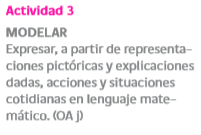 Actividad 3
MODELAR
Expresar, a partir de representa-
ciones pictóricas y explicaciones
dadas, acciones y situaciones
cotidianas en lenguaje mate-
mático. (OA j)